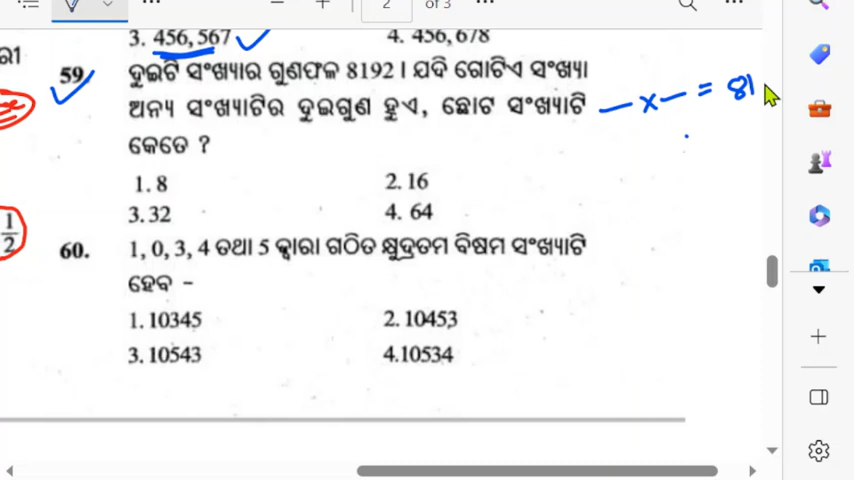 2 of 3
ରୀ
3. 456,567 4. 456,678
59 ଦୁଇଟି ସଂଖ୍ୟାର ଗୁଣଫଳ 8192 । ଯଦି ଗୋଟିଏ ସଂଖ୍ୟା
ଅନ୍ୟ ସଂଖ୍ୟାଟିର ଦୁଇଗୁଣ ହୁଏ, ଛୋଟ ସଂଖ୍ୟାଟି — x — = 81
କେତେ ?
1. 8 2. 16
3. 32 4. 64
1/2
60. 1, 0, 3, 4 ତଥା 5 ଦ୍ୱାରା ଗଠିତ କ୍ଷୁଦ୍ରତମ ବିଷମ ସଂଖ୍ୟାଟି
ହେବ –
1. 10345 2. 10453
3. 10543 4.10534